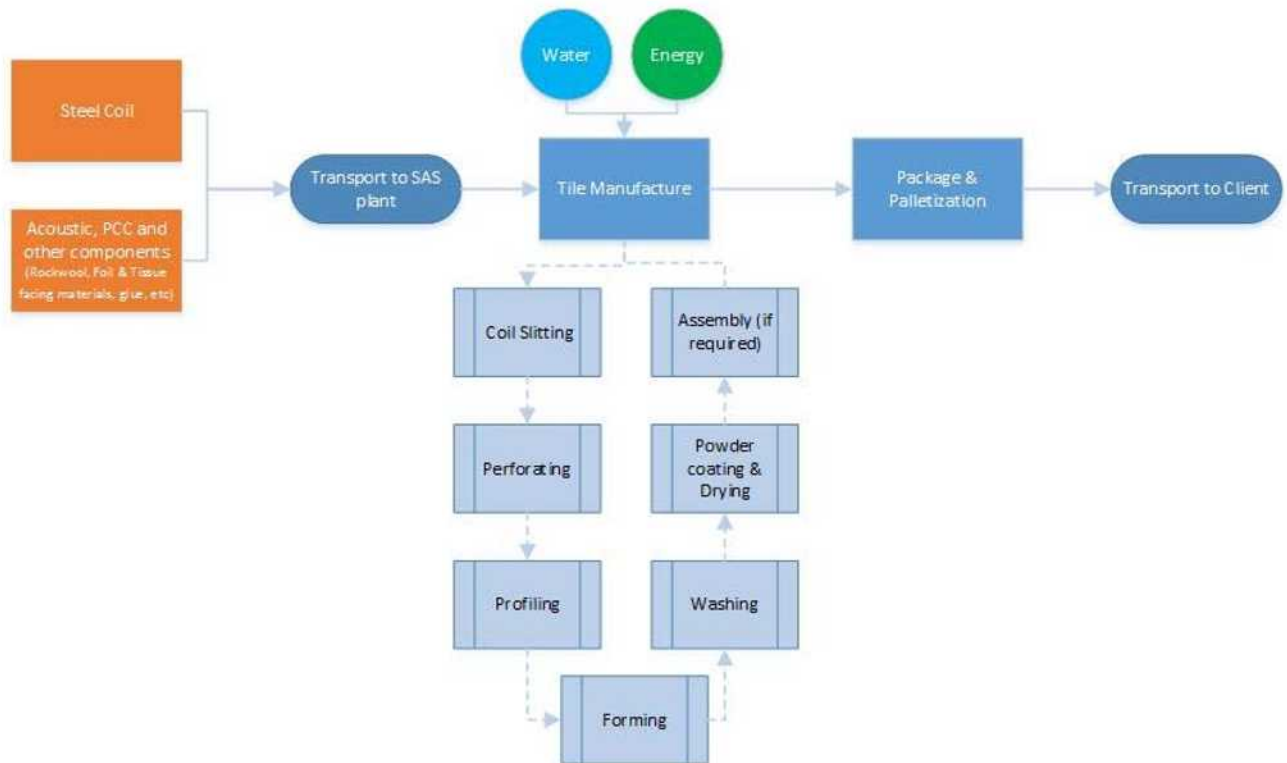 Water
Energy
Steel Coil
Transport to SAS
plant
Tile Manufacture
Package &
Palletization
Transport to Client
Acoustic, PCC and
other components
(Rockwool, Foil & Tissue
facing materials, glue, etc)
Coil Slitting
Assembly (if
required)
Perforating
Powder
coating &
Drying
Profiling
Washing
Forming